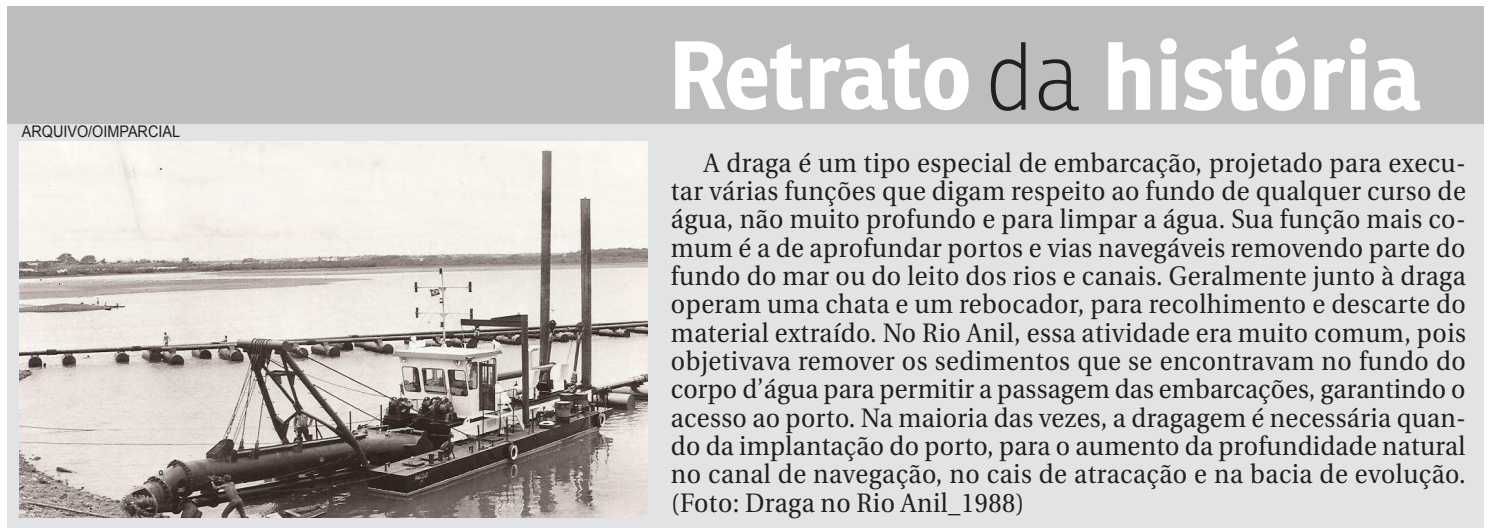 Retrato da história
ARQUIVO/OIMPARCIAL
A draga é um tipo especial de embarcação, projetado para execu-
tar várias funções que digam respeito ao fundo de qualquer curso de
água, não muito profundo e para limpar a água. Sua função mais co-
mum é a de aprofundar portos e vias navegáveis removendo parte do
fundo do mar ou do leito dos rios e canais. Geralmente junto à draga
operam uma chata e um rebocador, para recolhimento e descarte do
material extraído. No Rio Anil, essa atividade era muito comum, pois
objetivava remover os sedimentos que se encontravam no fundo do
corpo d’água para permitir a passagem das embarcações, garantindo o
acesso ao porto. Na maioria das vezes, a dragagem é necessária quan-
do da implantação do porto, para o aumento da profundidade natural
no canal de navegação, no cais de atracação e na bacia de evolução.
(Foto: Draga no Rio Anil_1988)